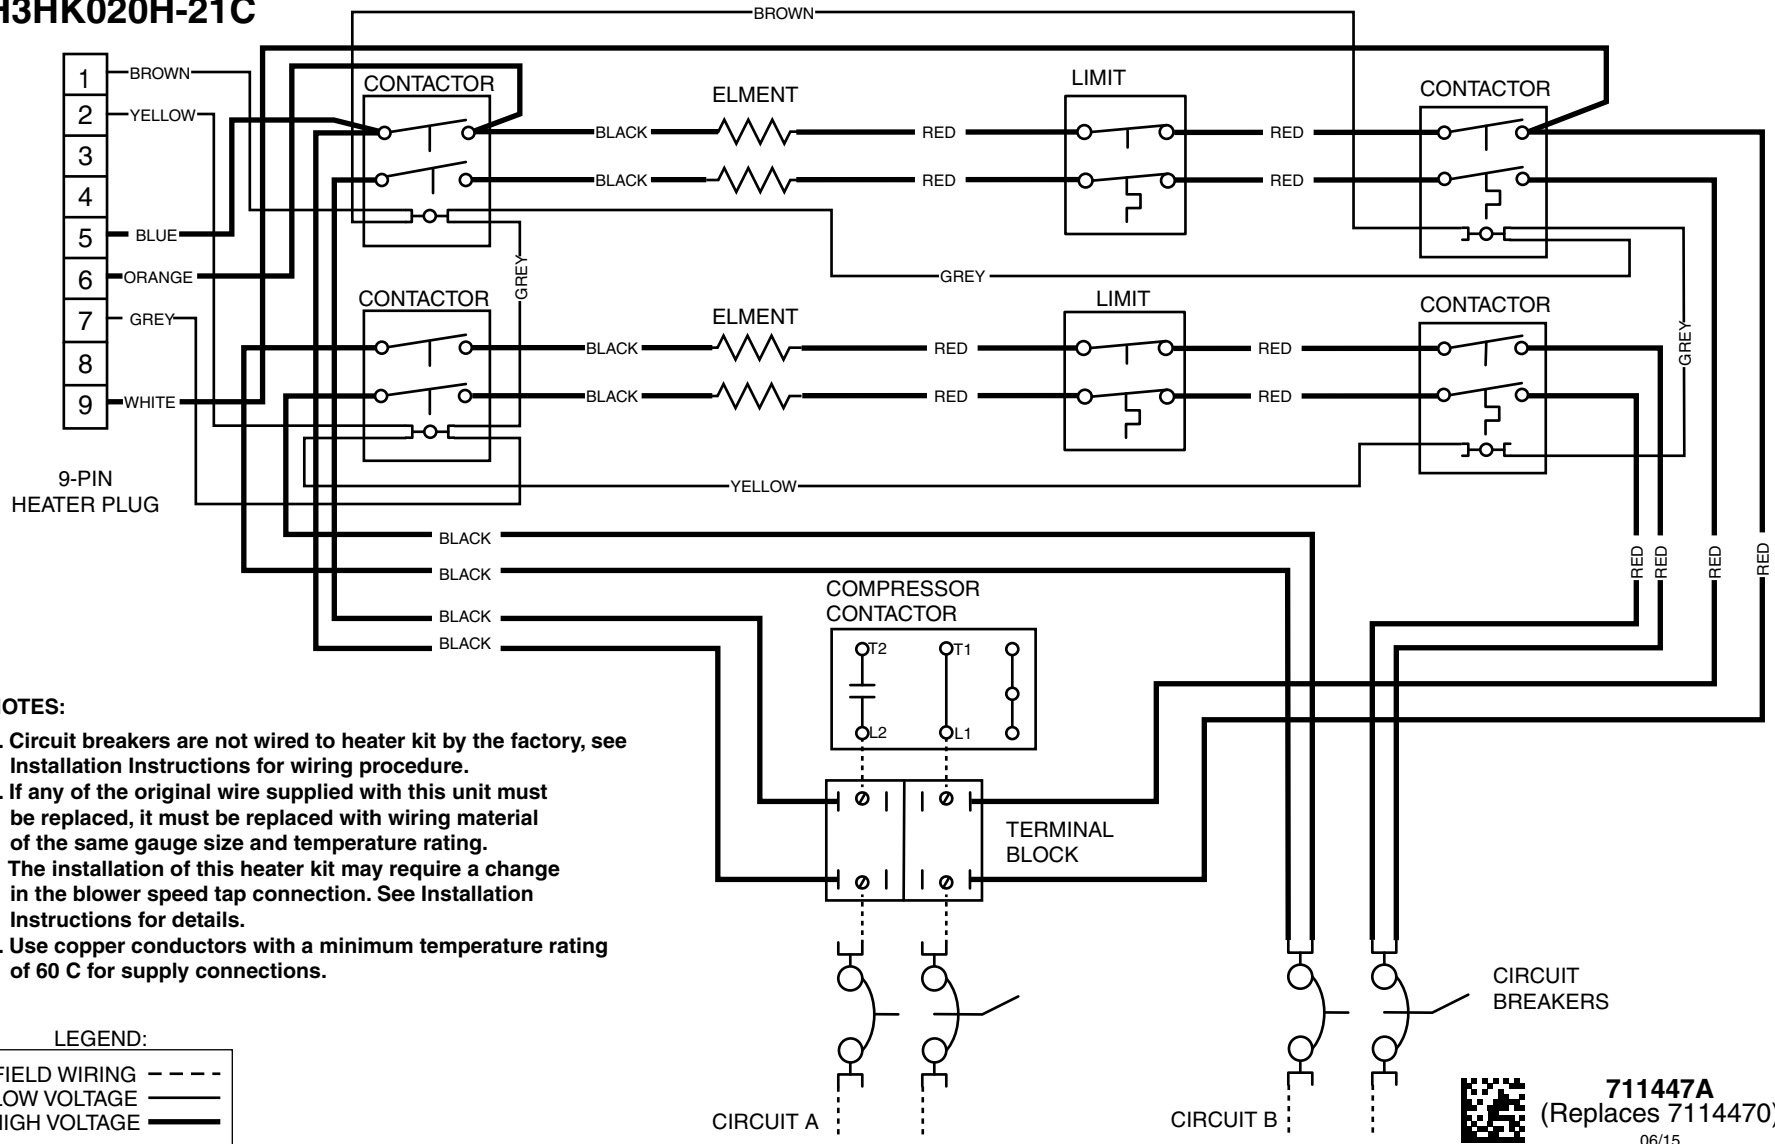 H3HK020H-21C
BROWN
1
BROWN
2
YELLOW
3
4
5
BLUE
6
ORANGE
7
GREY
8
9
WHITE
9-PIN
HEATER PLUG
CONTACTOR
ELMENT
LIMIT
CONTACTOR
BLACK
RED
RED
BLACK
RED
RED
GREY
GREY
CONTACTOR
ELMENT
LIMIT
CONTACTOR
BLACK
RED
RED
GREY
BLACK
RED
RED
YELLOW
BLACK
BLACK
BLACK
BLACK
RED
RED
RED
RED
COMPRESSOR
CONTACTOR
T2
T1
L2
L1
TERMINAL
BLOCK
NOTES:
. Circuit breakers are not wired to heater kit by the factory, see
Installation Instructions for wiring procedure.
. If any of the original wire supplied with this unit must
be replaced, it must be replaced with wiring material
of the same gauge size and temperature rating.
The installation of this heater kit may require a change
in the blower speed tap connection. See Installation
Instructions for details.
. Use copper conductors with a minimum temperature rating
of 60 C for supply connections.
LEGEND:
FIELD WIRING
LOW VOLTAGE
HIGH VOLTAGE
CIRCUIT
BREAKERS
CIRCUIT A
CIRCUIT B
711447A
(Replaces 7114470)
06/15